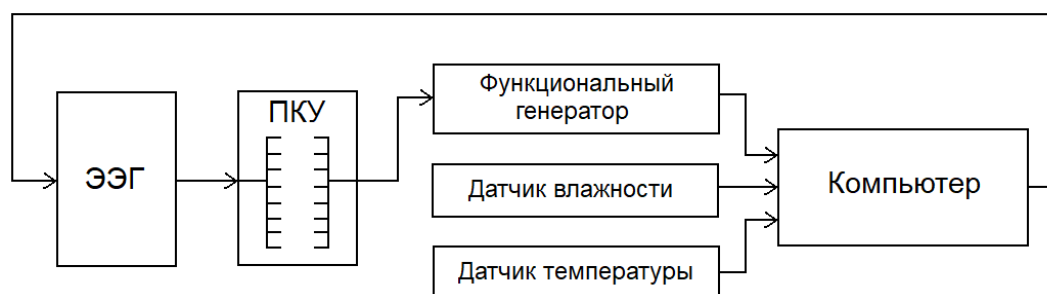 ЭЭГ
ПКУ
Функциональный
генератор
Датчик влажности
Датчик температуры
Компьютер